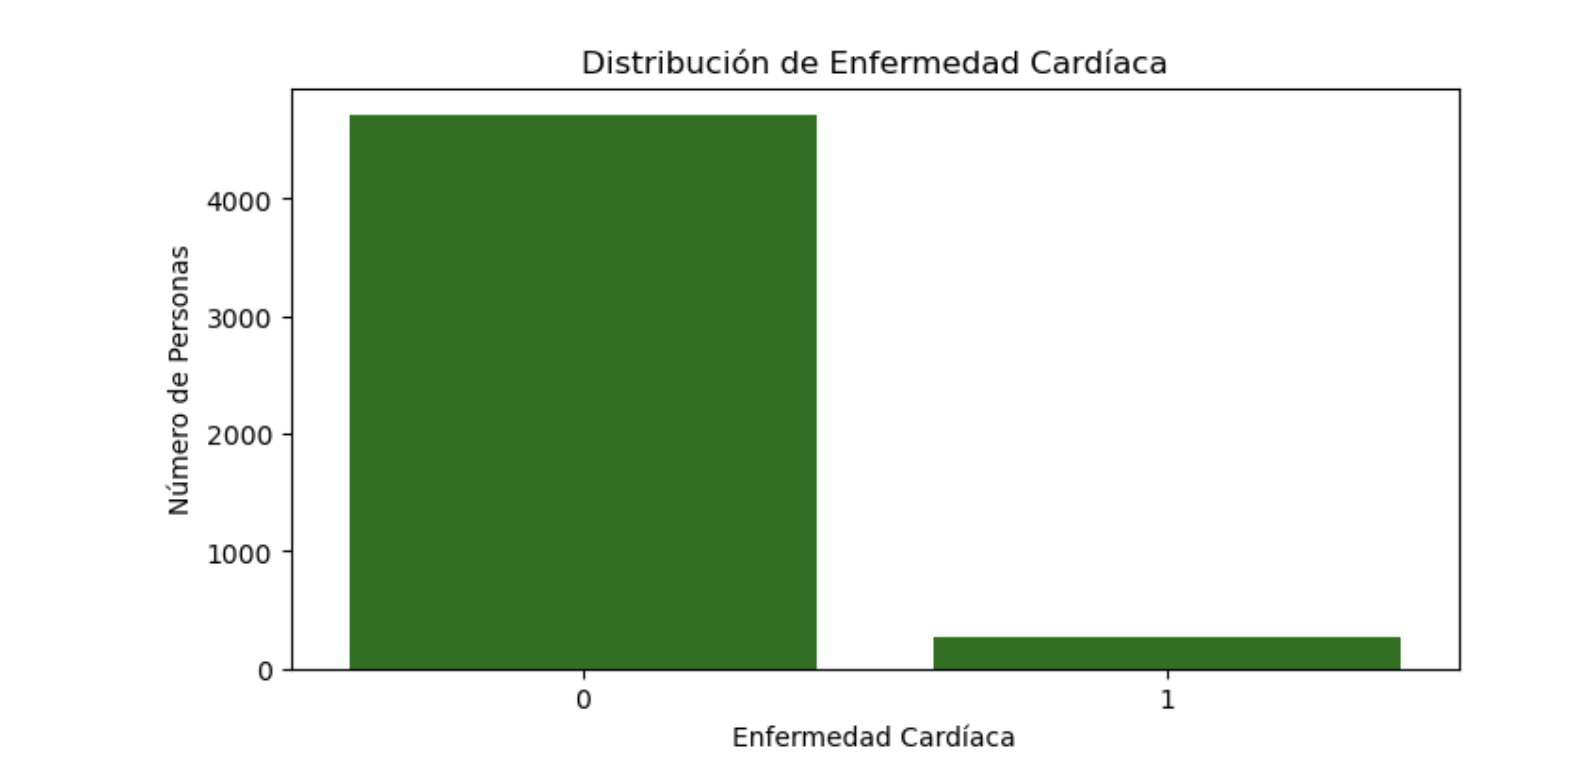 Distribución de Enfermedad Cardíaca
Número de Personas
4000
3000
2000
1000
0
0 1
Enfermedad Cardíaca